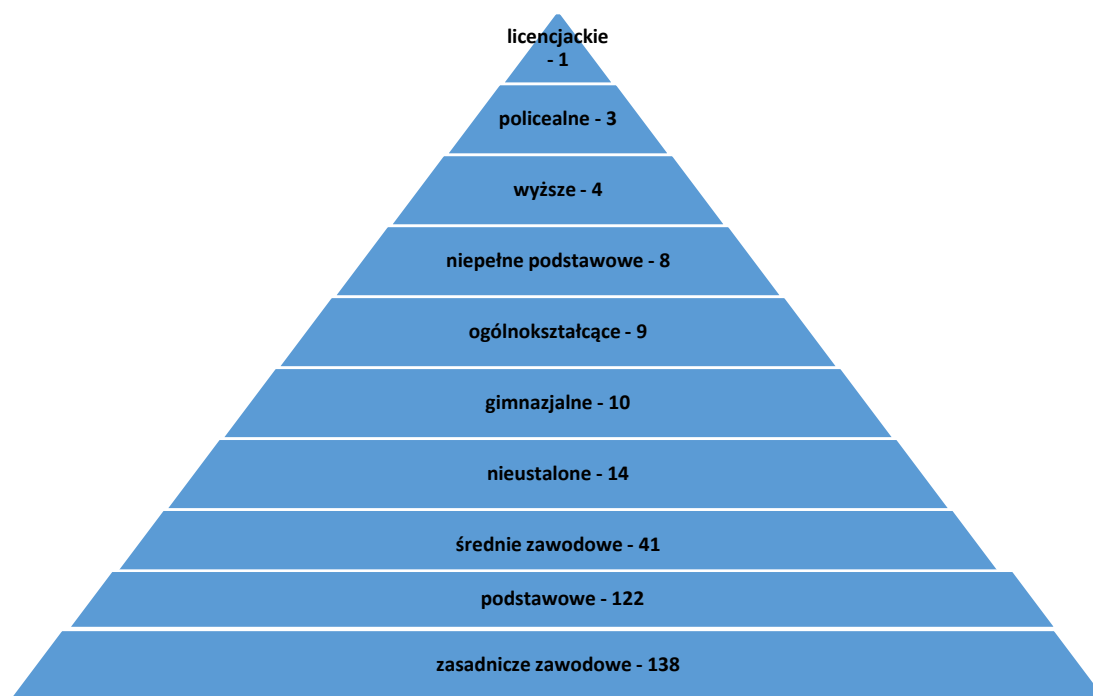 licencjackie
- 1
policealne - 3
wyższe - 4
niepełne podstawowe - 8
ogólnokształcące - 9
gimnazjalne - 10
nieustalone - 14
średnie zawodowe - 41
podstawowe - 122
zasadnicze zawodowe - 138